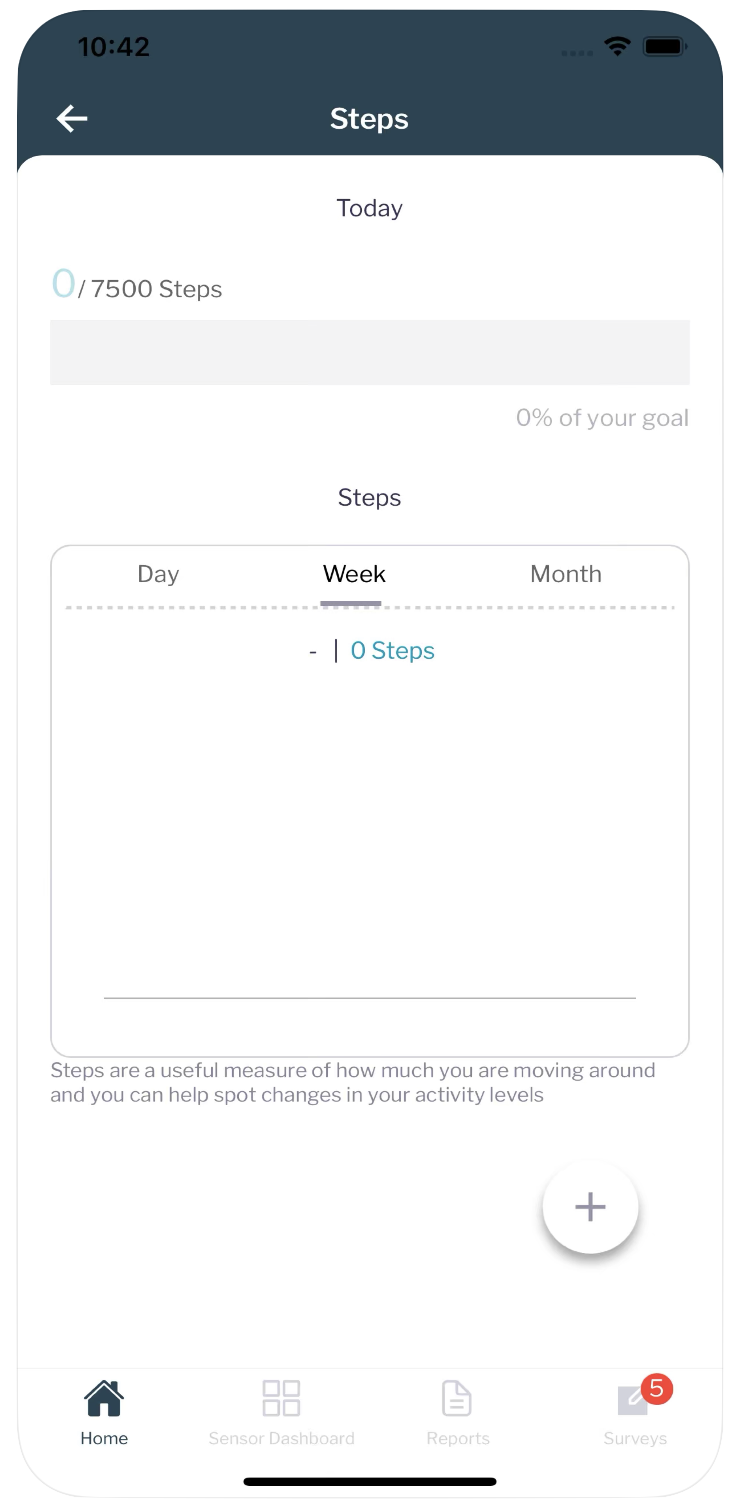 10:42
Steps
Today
0 / 7500 Steps
0% of your goal
Steps
Day Week Month
- | 0 Steps
Steps are a useful measure of how much you are moving around
and you can help spot changes in your activity levels
+
5
Home Sensor Dashboard Reports Surveys